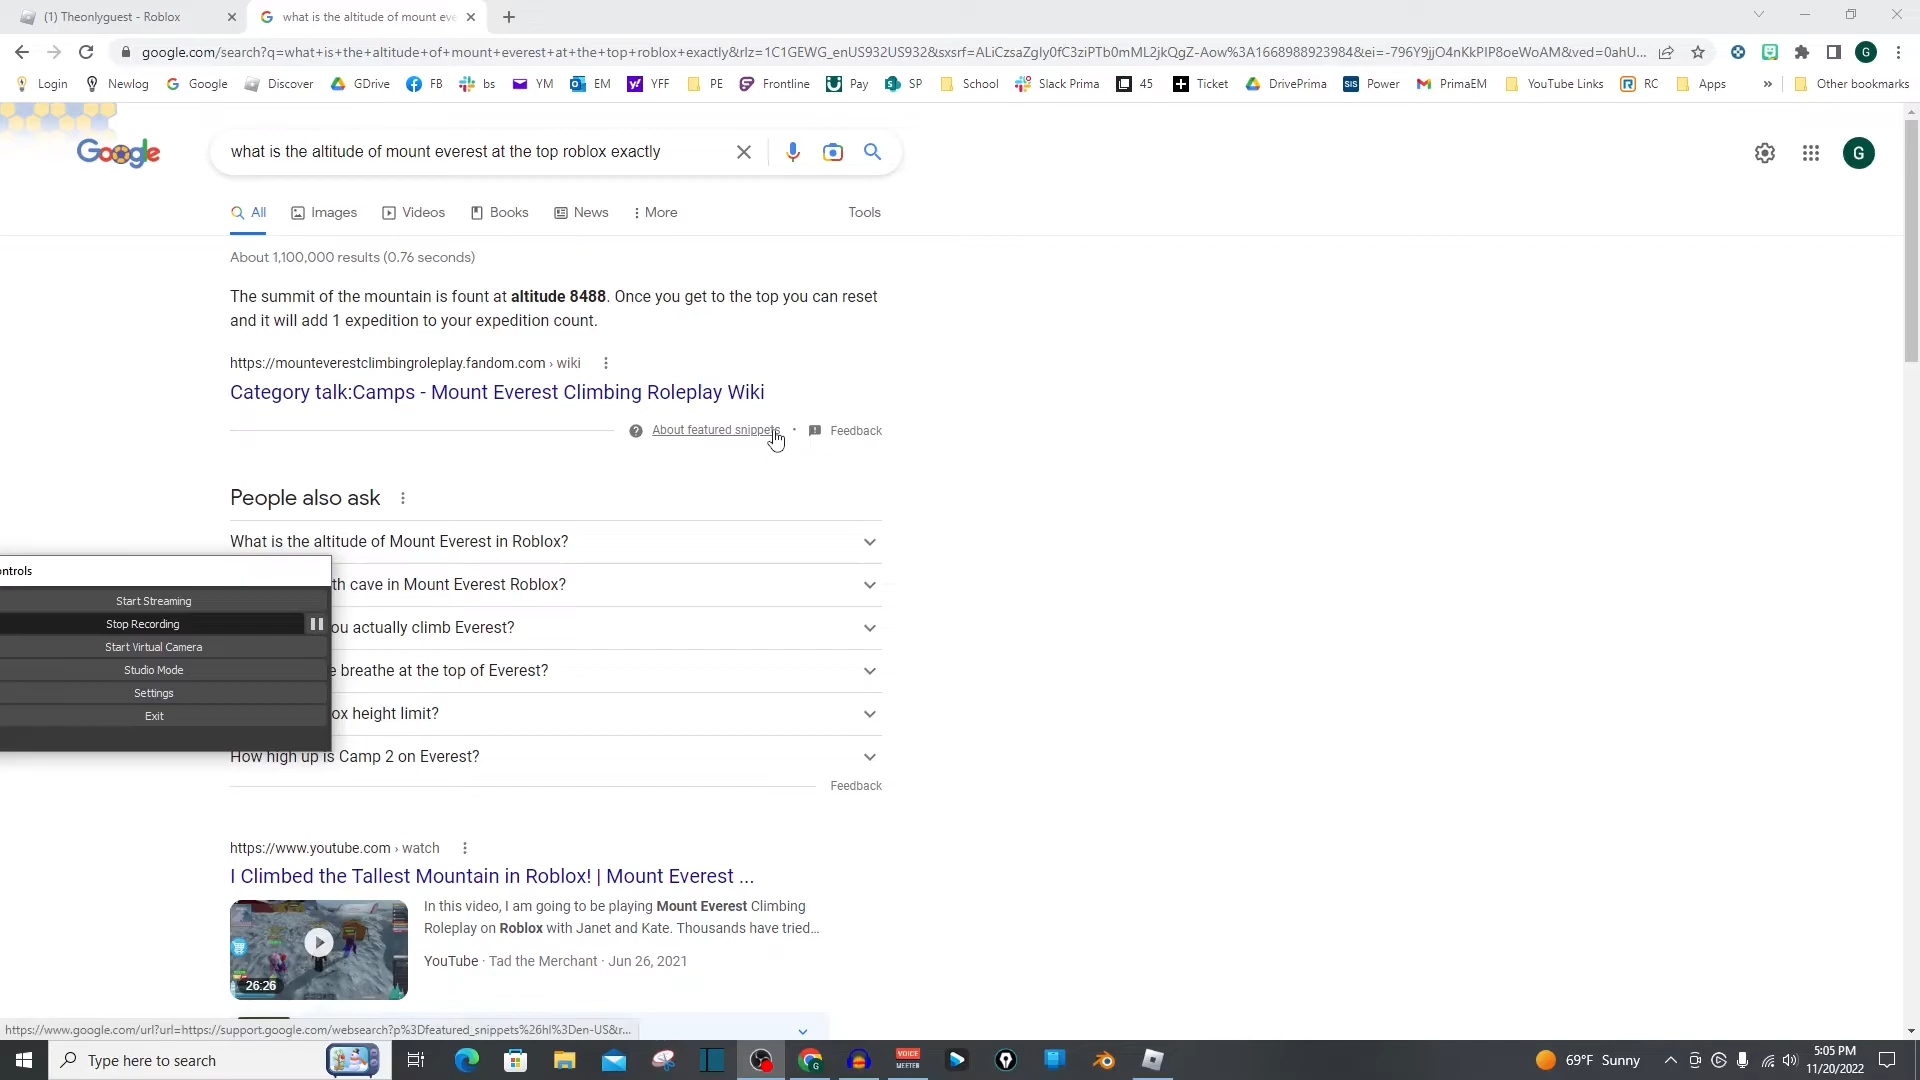 (1) Theonlyguest - Roblox
what is the altitude of mount eve
google.com/search?q=what+is+the+altitude+of+mount+everest+at+the+top+roblox+exactly&rlz=1C1GEWG_enUS932US932&sxsrf=ALiCzsaZgIy0fC3ziPTb0mML2jkQgZ-Aow%3A1668988923984&ei=-796Y9jjO4nKkPIP8oeWoAM&ved=0ahU...
G
Login Newlog Google Discover GDrive FB bs YM EM YFF PE Frontline Pay SP School Slack Prima 45 Ticket DrivePrima SIS Power PrimaEM YouTube Links RC Apps » Other bookmarks
Google
what is the altitude of mount everest at the top roblox exactly
G
All Images Videos Books News More Tools
About 1,100,000 results (0.76 seconds)
The summit of the mountain is fount at altitude 8488. Once you get to the top you can reset
and it will add 1 expedition to your expedition count.
https://mounteverestclimbingroleplay.fandom.com › wiki
Category talk:Camps - Mount Everest Climbing Roleplay Wiki
About featured snippets • Feedback
People also ask
What is the altitude of Mount Everest in Roblox?
th cave in Mount Everest Roblox?
ou actually climb Everest?
e breathe at the top of Everest?
ox height limit?
How high up is Camp 2 on Everest?
Feedback
ontrols
Start Streaming
Stop Recording
Start Virtual Camera
Studio Mode
Settings
Exit
https://www.youtube.com › watch
I Climbed the Tallest Mountain in Roblox! | Mount Everest ...
In this video, I am going to be playing Mount Everest Climbing
Roleplay on Roblox with Janet and Kate. Thousands have tried...
YouTube · Tad the Merchant · Jun 26, 2021
26:26
https://www.google.com/url?url=https://support.google.com/websearch?p%3Dfeatured_snippets%26hl%3Den-US&r...
Type here to search
VOICE
MEETER
69°F Sunny
5:05 PM
11/20/2022